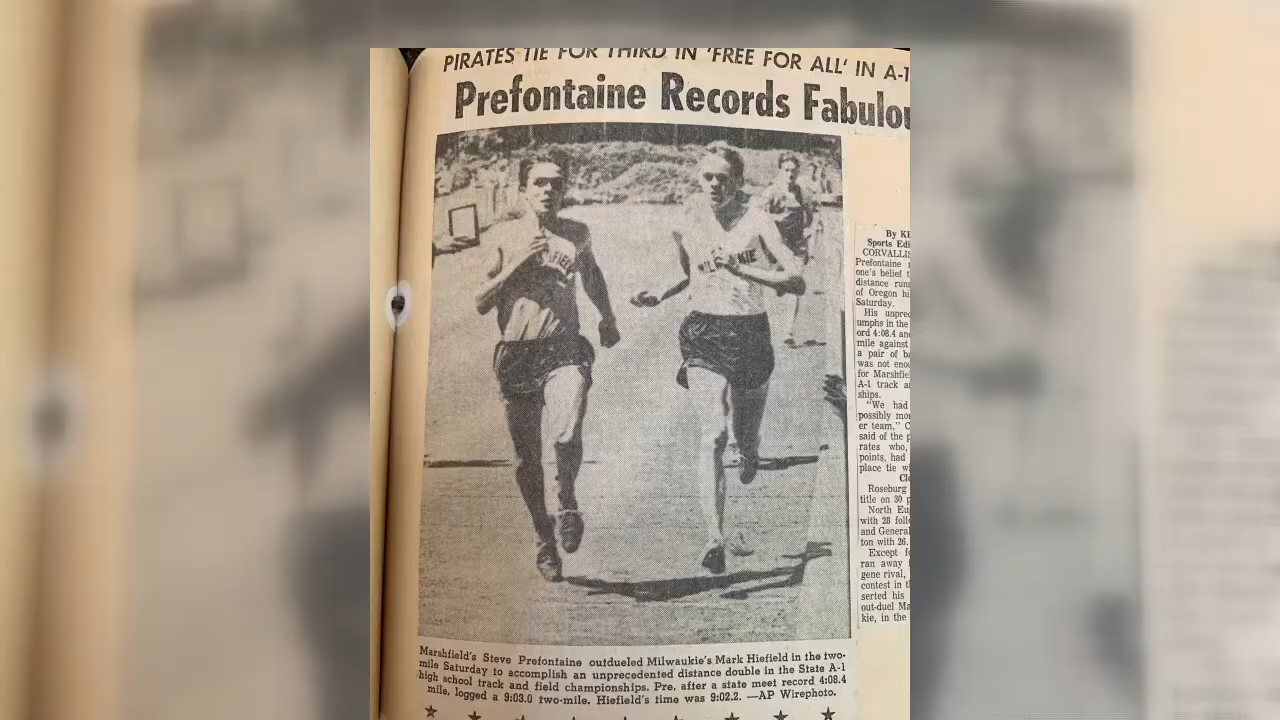 PIRATES TIE FOR THIRD IN 'FREE FOR ALL' IN A-1
Prefontaine Records Fabulou
FIELD
MILWAUKIE
Marshfield's Steve Prefontaine outdueled Milwaukie's Mark Hiefield in the two-
mile Saturday to accomplish an unprecedented distance double in the State A-1
high school track and field championships. Pre, after a state meet record 4:08.4
mile, logged a 9:03.0 two-mile. Hiefield's time was 9:02.2. —AP Wirephoto.
By KE
Sports Edi
CORVALLIS
Prefontaine
one's belief t
distance run
of Oregon hi
Saturday.
His unprec
umphs in the
ord 4:08.4 an
mile against
a pair of b
was not eno
for Marshfie
A-1 track a
ships.
"We had
possibly mo
er team," C
said of the p
rates who,
points, had
place tie w
Cl
Roseburg
title on 30 p
North Eu
with 28 foll
and General
ton with 26.
Except f
ran away
gene rival,
contest in t
serted his
out-duel Ma
kie, in the